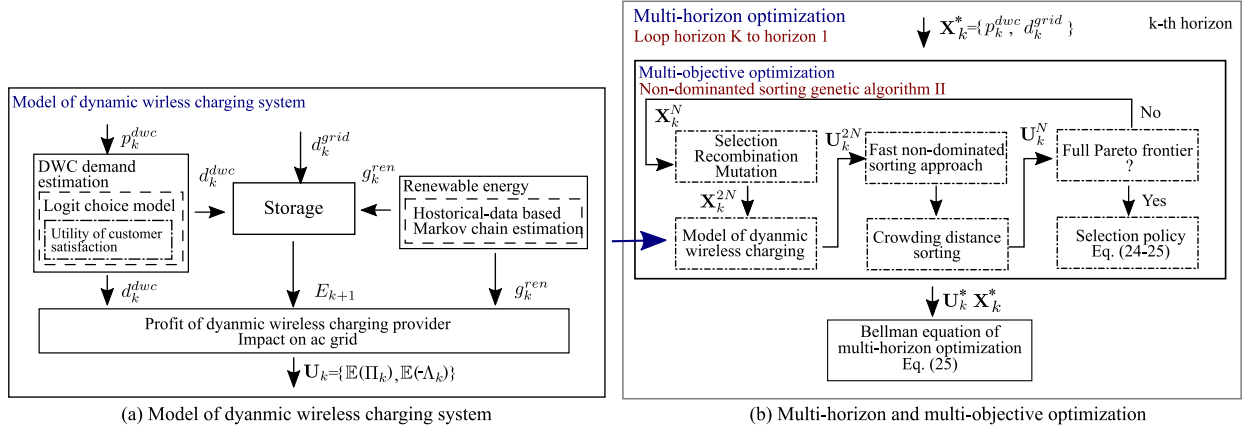 Model of dynamic wirless charging system
p_k^{dwc}
d_k^{grid}
DWC demand
estimation
Logit choice model
Utility of customer
satisfaction
d_k^{dwc}
Storage
g_k^{ren}
Renewable energy
Hostorical-data based
Markov chain estimation
d_k^{dwc}
E_{k+1}
g_k^{ren}
Profit of dyanmic wireless charging provider
Impact on ac grid
U_k={𝔼(Π_k),𝔼(-Λ_k)}
(a) Model of dyanmic wireless charging system
Multi-horizon optimization
Loop horizon K to horizon 1
X_k^*={p_k^{dwc}, d_k^{grid}}
k-th horizon
Multi-objective optimization
Non-dominanted sorting genetic algorithm II
X_k^N
No
Selection
Recombination
Mutation
U_k^{2N}
Fast non-dominated
sorting approach
U_k^N
Full Pareto frontier
?
X_k^{2N}
Yes
Model of dyanmic
wireless charging
Crowding distance
sorting
Selection policy
Eq. (24-25)
U_k^* X_k^*
Bellman equation of
multi-horizon optimization
Eq. (25)
(b) Multi-horizon and multi-objective optimization